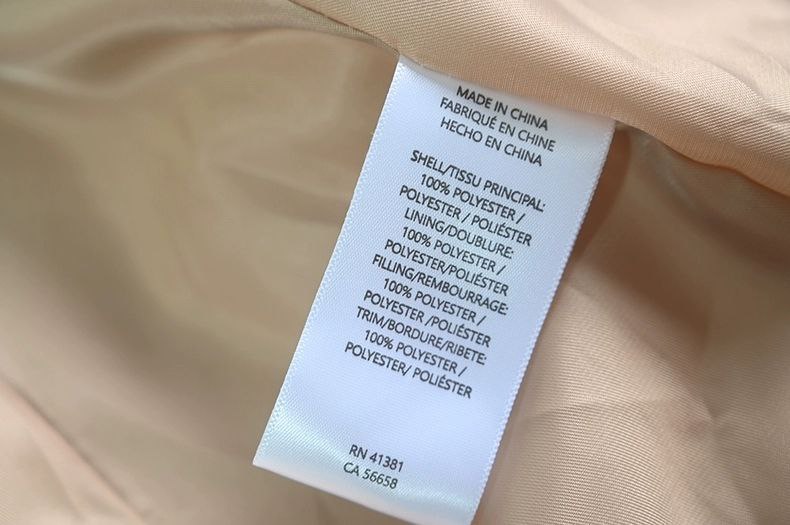 MADE IN CHINA
FABRIQUÉ EN CHINE
HECHO EN CHINA
SHELL/TISSU PRINCIPAL:
100% POLYESTER /
POLYESTER / POLIÉSTER
LINING/DOUBLURE:
100% POLYESTER /
POLYESTER/POLIÉSTER
FILLING/REMBOURRAGE:
100% POLYESTER /
POLYESTER /POLIÉSTER
TRIM/BORDURE/RIBETE:
100% POLYESTER /
POLYESTER/ POLIÉSTER
RN 41381
CA 56658